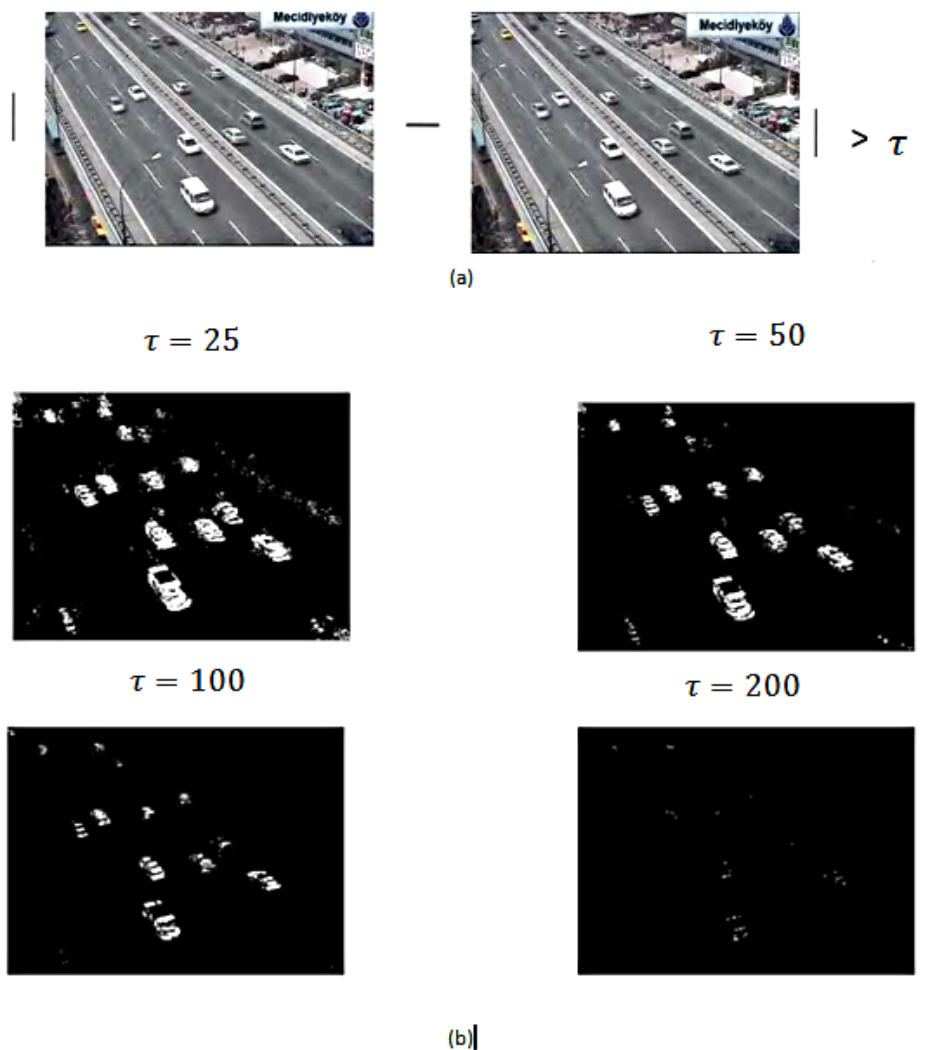 Mecidiyeköy
Mecidiyeköy
| − | > τ
(a)
τ = 25
τ = 50
τ = 100
τ = 200
(b)